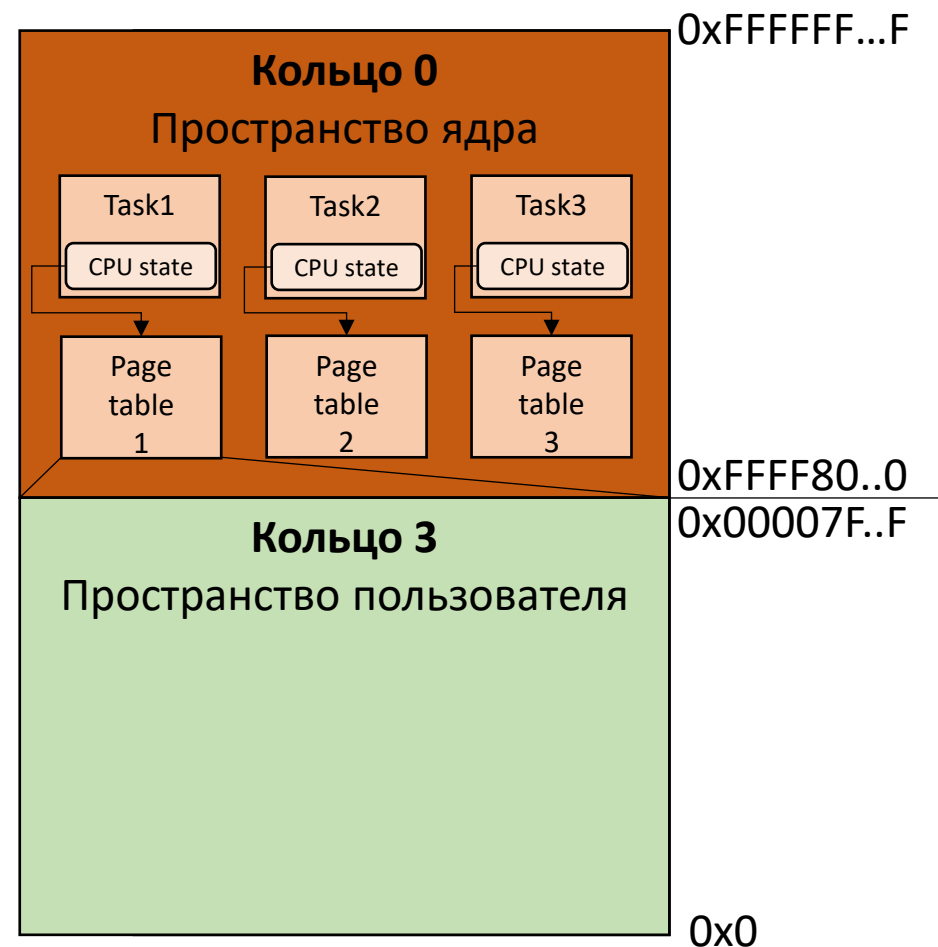 0xFFFFFF...F
Кольцо 0
Пространство ядра
Task1
CPU state
Task2
CPU state
Task3
CPU state
Page
table
1
Page
table
2
Page
table
3
0xFFFF80..0
0x00007F..F
Кольцо 3
Пространство пользователя
0x0